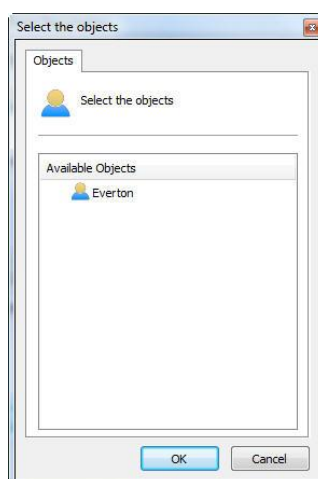 Select the objects
Objects
Select the objects
Available Objects
Everton
OK
Cancel